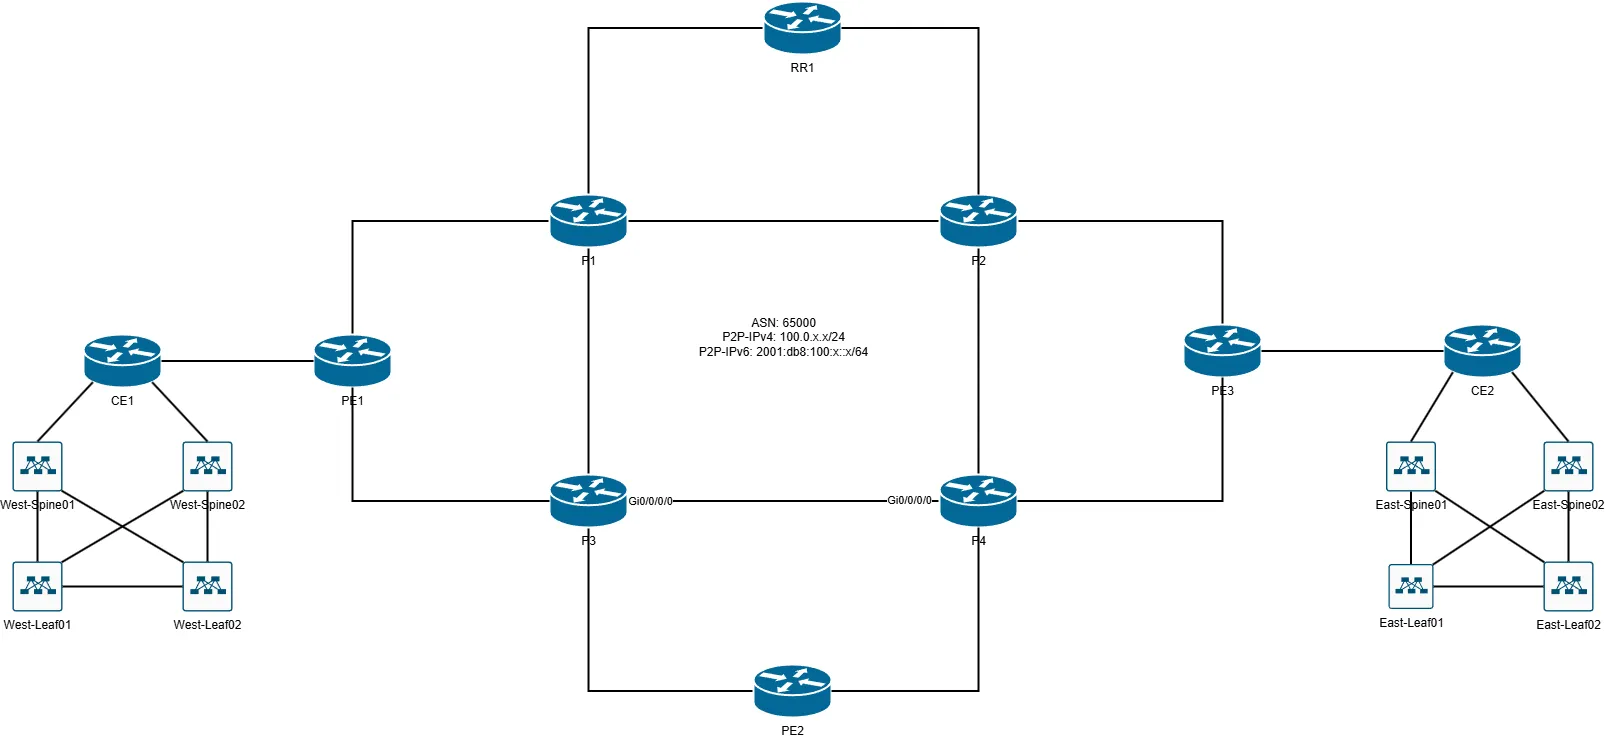 RR1
P1
P2
ASN: 65000
P2P-IPv4: 100.0.x.x/24
P2P-IPv6: 2001:db8:100:x::x/64
CE1
PE1
PE3
CE2
West-Spine01
West-Spine02
Gi0/0/0/0
Gi0/0/0/0
East-Spine01
East-Spine02
P3
P4
West-Leaf01
West-Leaf02
East-Leaf01
East-Leaf02
PE2